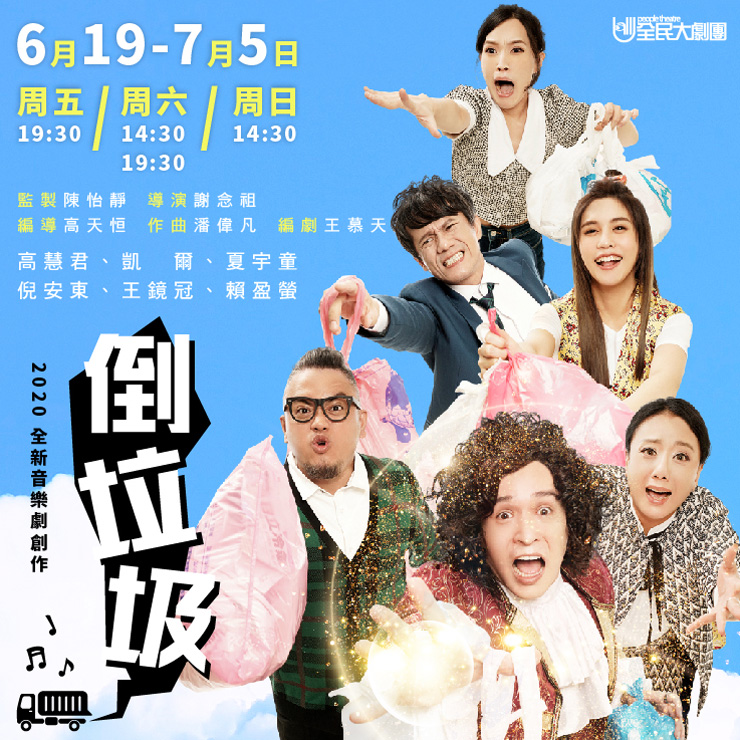 6月19-7月5日
周五/周六/周日
19:30 14:30 14:30
19:30
監製陳怡靜 導演謝念祖
編導高天恒 作曲潘偉凡 編劇王慕天
高慧君、凱 爾、夏宇童
倪安東、王鏡冠、賴盈螢
倒垃圾
2020 全新音樂劇創作
all people theatre
全民大劇團